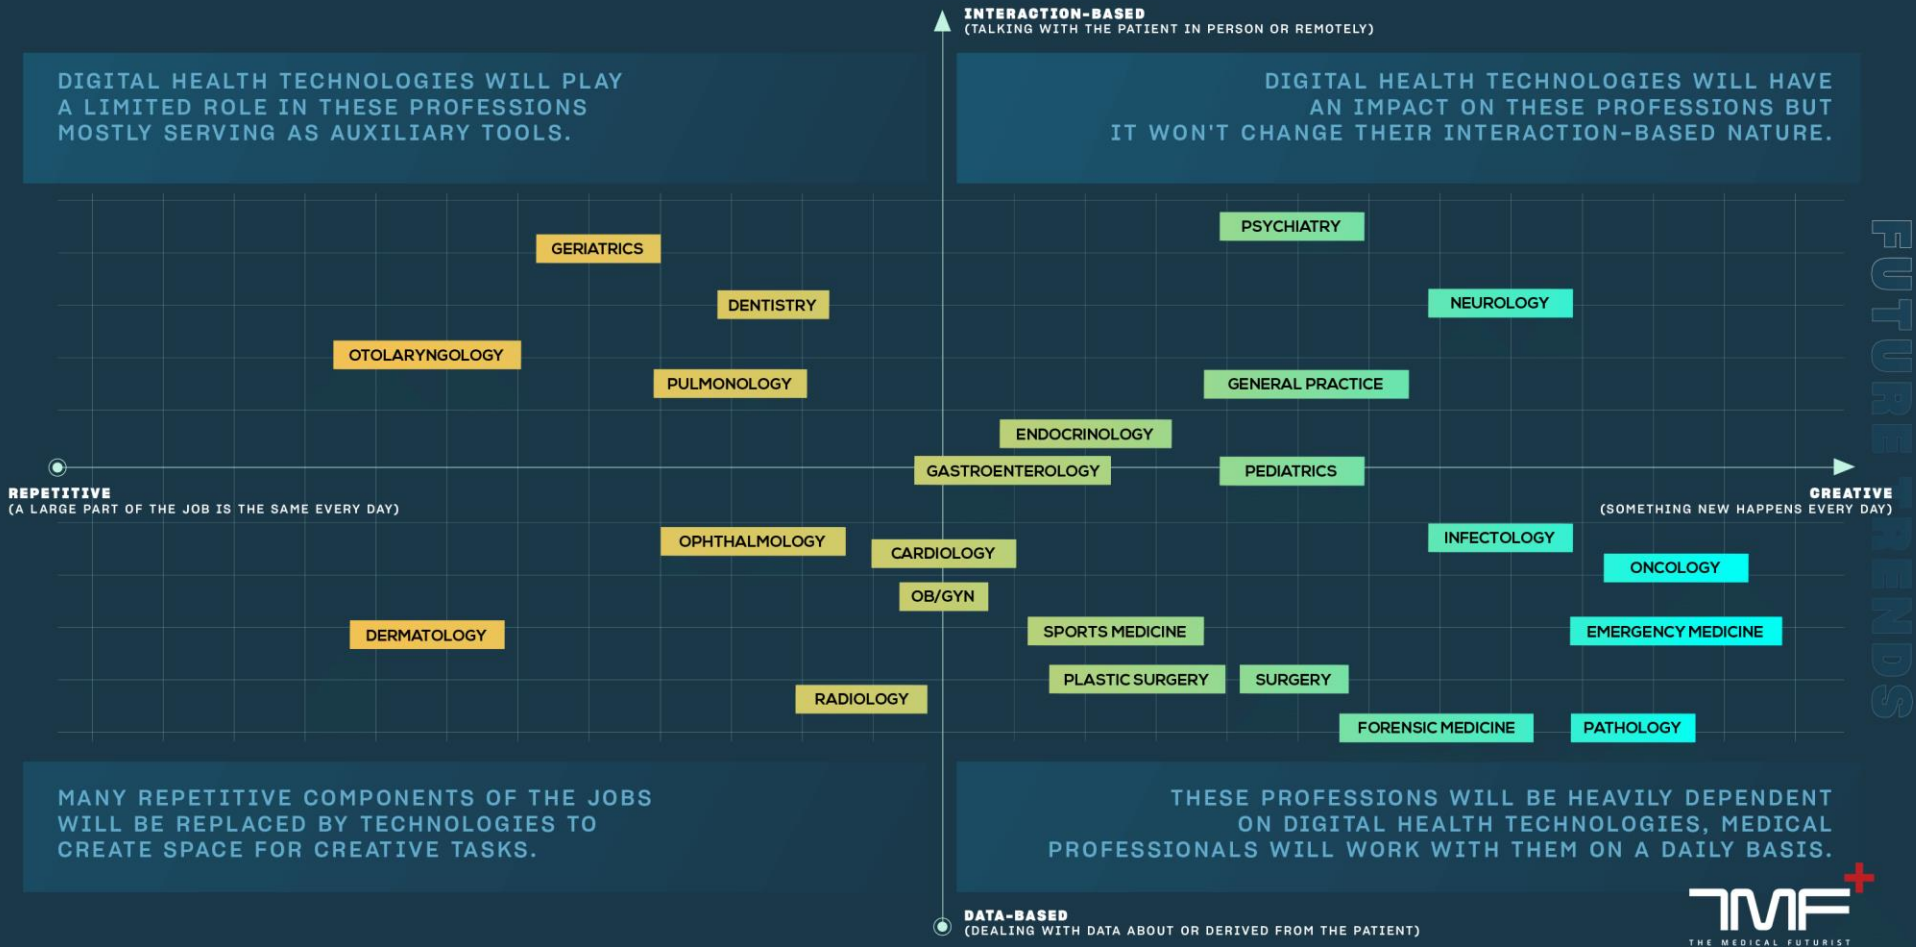 INTERACTION-BASED
(TALKING WITH THE PATIENT IN PERSON OR REMOTELY)
DIGITAL HEALTH TECHNOLOGIES WILL PLAY
A LIMITED ROLE IN THESE PROFESSIONS
MOSTLY SERVING AS AUXILIARY TOOLS.
DIGITAL HEALTH TECHNOLOGIES WILL HAVE
AN IMPACT ON THESE PROFESSIONS BUT
IT WON'T CHANGE THEIR INTERACTION-BASED NATURE.
PSYCHIATRY
GERIATRICS
DENTISTRY
NEUROLOGY
OTOLARYNGOLOGY
PULMONOLOGY
GENERAL PRACTICE
ENDOCRINOLOGY
GASTROENTEROLOGY
PEDIATRICS
REPETITIVE
(A LARGE PART OF THE JOB IS THE SAME EVERY DAY)
CREATIVE
(SOMETHING NEW HAPPENS EVERY DAY)
OPHTHALMOLOGY
CARDIOLOGY
INFECTOLOGY
ONCOLOGY
OB/GYN
DERMATOLOGY
SPORTS MEDICINE
EMERGENCY MEDICINE
PLASTIC SURGERY
SURGERY
RADIOLOGY
FORENSIC MEDICINE
PATHOLOGY
FUTURE TRENDS
MANY REPETITIVE COMPONENTS OF THE JOBS
WILL BE REPLACED BY TECHNOLOGIES TO
CREATE SPACE FOR CREATIVE TASKS.
THESE PROFESSIONS WILL BE HEAVILY DEPENDENT
ON DIGITAL HEALTH TECHNOLOGIES, MEDICAL
PROFESSIONALS WILL WORK WITH THEM ON A DAILY BASIS.
DATA-BASED
(DEALING WITH DATA ABOUT OR DERIVED FROM THE PATIENT)
TMF
THE MEDICAL FUTURIST